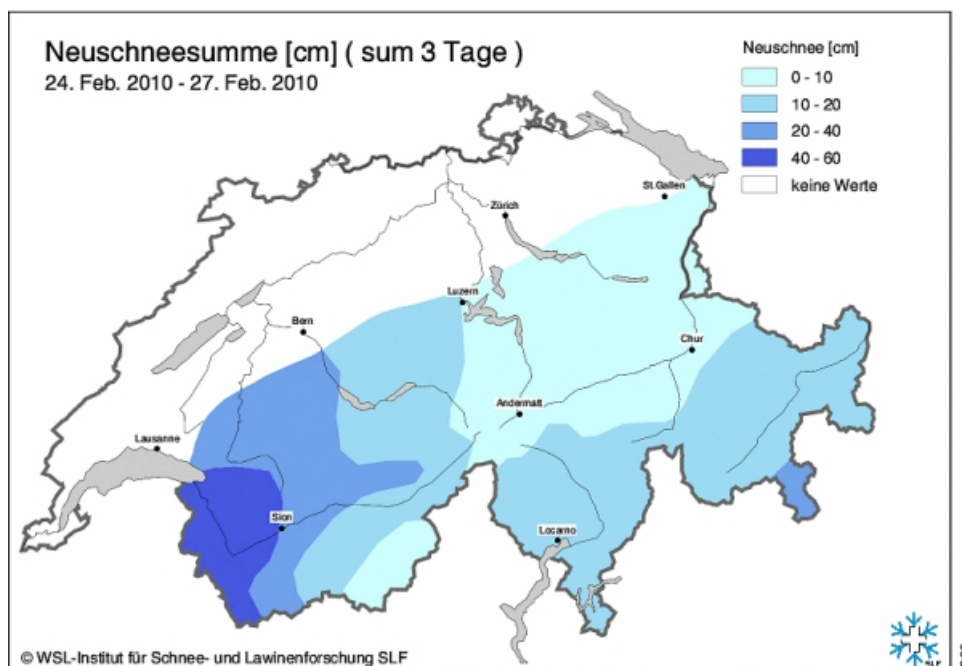 Neuschneesumme [cm] ( sum 3 Tage )
24. Feb. 2010 - 27. Feb. 2010
Neuschnee [cm]
0 - 10
10 - 20
20 - 40
40 - 60
keine Werte
St.Gallen
Zürich
Luzern
Bern
Chur
Andermatt
Lausanne
Sion
Locarno
© WSL-Institut für Schnee- und Lawinenforschung SLF
SLF